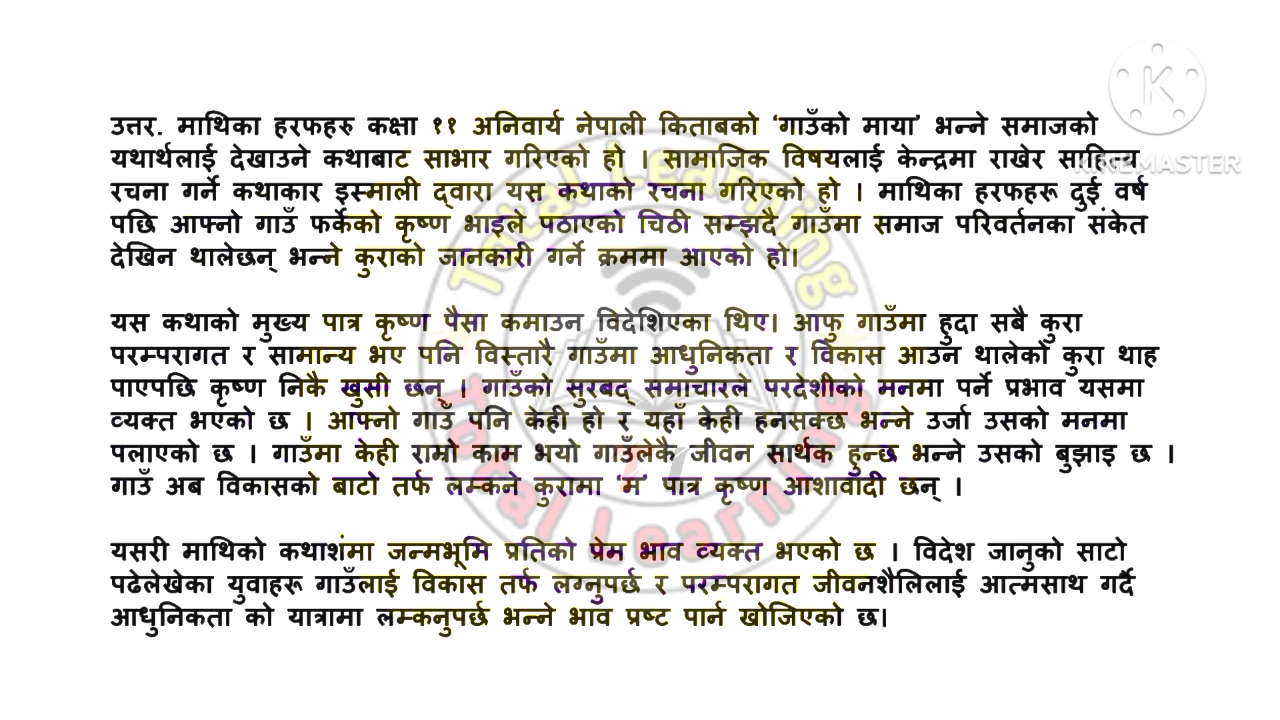 KINEMASTER
उत्तर. माथिका हरफहरु कक्षा ११ अनिवार्य नेपाली किताबको ‘गाउँको माया’ भन्ने समाजको
यथार्थलाई देखाउने कथाबाट साभार गरिएको हो । सामाजिक विषयलाई केन्द्रमा राखेर साहित्य
रचना गर्ने कथाकार इस्माली द्वारा यस कथाको रचना गरिएको हो । माथिका हरफहरू दुई वर्ष
पछि आफ्नो गाउँ फर्केको कृष्ण भाइले पठाएको चिठी सम्झदै गाउँमा समाज परिवर्तनका संकेत
देखिन थालेछन् भन्ने कुराको जानकारी गर्ने क्रममा आएको हो।
यस कथाको मुख्य पात्र कृष्ण पैसा कमाउन विदेशिएका थिए। आफु गाउँमा हुदा सबै कुरा
परम्परागत र सामान्य भए पनि विस्तारै गाउँमा आधुनिकता र विकास आउन थालेको कुरा थाह
पाएपछि कृष्ण निकै खुसी छन् । गाउँको सुरबद् समाचारले परदेशीको मनमा पर्ने प्रभाव यसमा
व्यक्त भएको छ । आफ्नो गाउँ पनि केही हो र यहाँ केही हनसक्छ भन्ने उर्जा उसको मनमा
पलाएको छ । गाउँमा केही राम्रो काम भयो गाउँलेकै जीवन सार्थक हुन्छ भन्ने उसको बुझाइ छ ।
गाउँ अब विकासको बाटो तर्फ लम्कने कुरामा ‘म’ पात्र कृष्ण आशावादी छन् ।
यसरी माथिको कथाशंमा जन्मभूमि प्रतिको प्रेम भाव व्यक्त भएको छ । विदेश जानुको साटो
पढेलेखेका युवाहरू गाउँलाई विकास तर्फ लग्नुपर्छ र परम्परागत जीवनशैलिलाई आत्मसाथ गर्दै
आधुनिकता को यात्रामा लम्कनुपर्छ भन्ने भाव प्रष्ट पार्न खोजिएको छ।
Total Learning
Total Learning